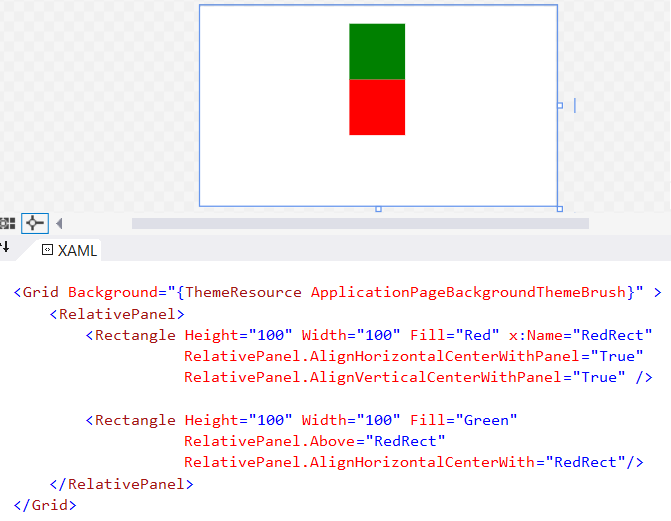 XAML
<Grid Background="{ThemeResource ApplicationPageBackgroundThemeBrush}" >
<RelativePanel>
<Rectangle Height="100" Width="100" Fill="Red" x:Name="RedRect"
RelativePanel.AlignHorizontalCenterWithPanel="True"
RelativePanel.AlignVerticalCenterWithPanel="True" />
<Rectangle Height="100" Width="100" Fill="Green"
RelativePanel.Above="RedRect"
RelativePanel.AlignHorizontalCenterWith="RedRect"/>
</RelativePanel>
</Grid>